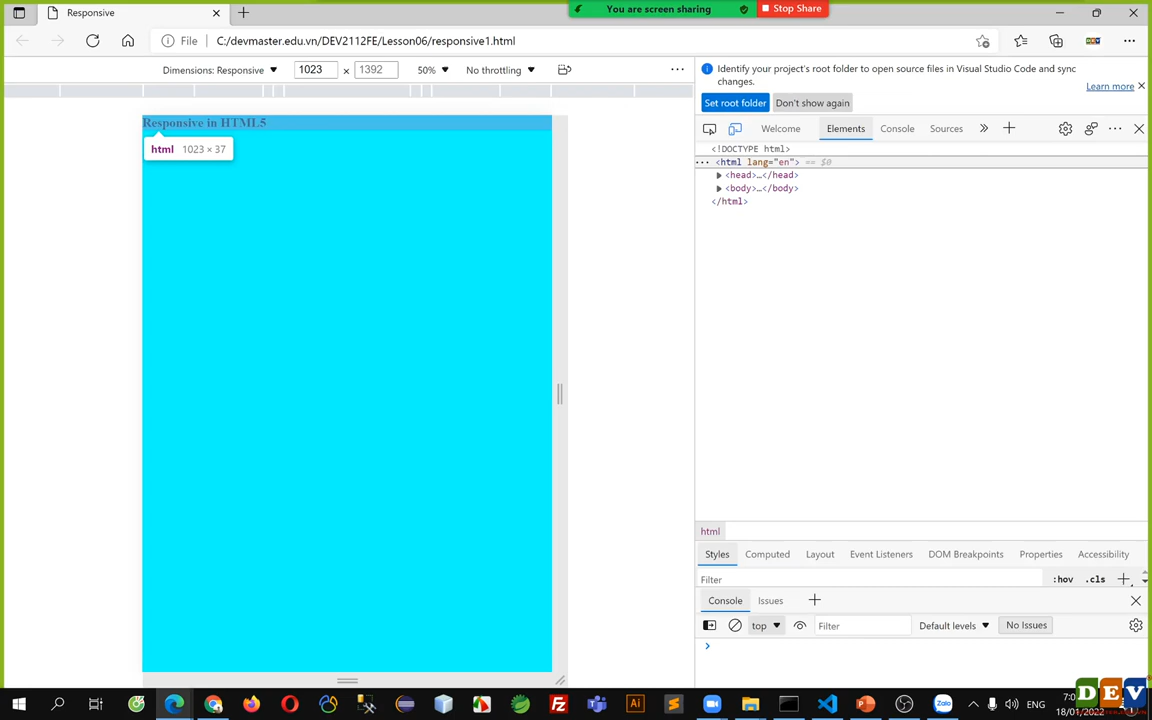 You are screen sharing
Stop Share
Responsive
File
C:/devmaster.edu.vn/DEV2112FE/Lesson06/responsive1.html
Dimensions: Responsive
1023
×
1392
50%
No throttling
Identify your project's root folder to open source files in Visual Studio Code and sync
changes.
Learn more
Set root folder
Don't show again
Welcome
Elements
Console
Sources
Responsive in HTML5
html 1023 × 37
<!DOCTYPE html>
<html lang="en"> == $0
<head>…</head>
<body>…</body>
</html>
html
Styles
Computed
Layout
Event Listeners
DOM Breakpoints
Properties
Accessibility
Filter
:hov
.cls
Console
Issues
top
Filter
Default levels
No Issues
ENG
18/01/2022
DEV